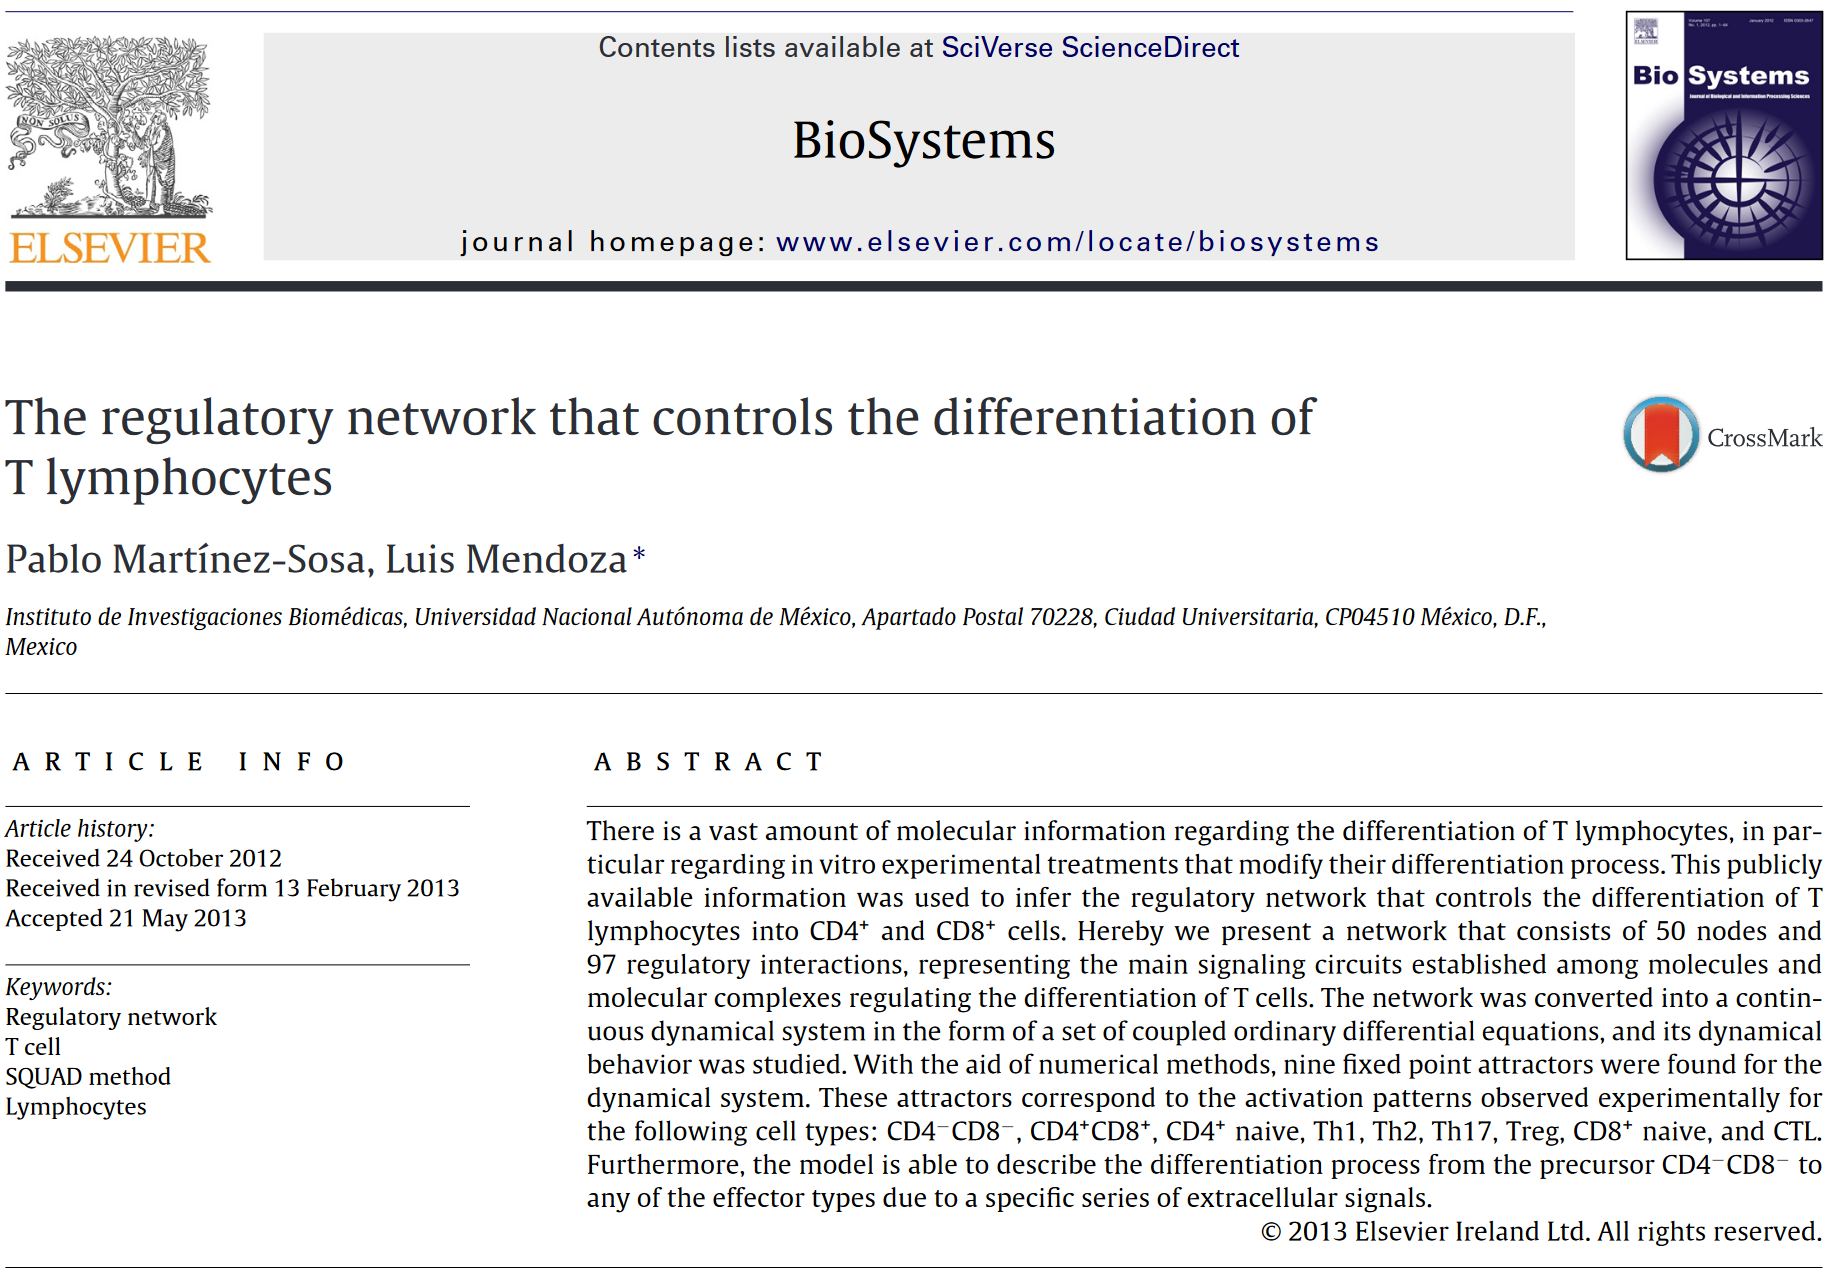 Contents lists available at SciVerse ScienceDirect
BioSystems
journal homepage: www.elsevier.com/locate/biosystems
NON SOLUS
ELSEVIER
Bio Systems
Journal of Biological and Information Processing Sciences
The regulatory network that controls the differentiation of
T lymphocytes
CrossMark
Pablo Martínez-Sosa, Luis Mendoza*
Instituto de Investigaciones Biomédicas, Universidad Nacional Autónoma de México, Apartado Postal 70228, Ciudad Universitaria, CP04510 México, D.F.,
Mexico
ARTICLE INFO
Article history:
Received 24 October 2012
Received in revised form 13 February 2013
Accepted 21 May 2013
Keywords:
Regulatory network
T cell
SQUAD method
Lymphocytes
ABSTRACT
There is a vast amount of molecular information regarding the differentiation of T lymphocytes, in par-
ticular regarding in vitro experimental treatments that modify their differentiation process. This publicly
available information was used to infer the regulatory network that controls the differentiation of T
lymphocytes into CD4⁺ and CD8⁺ cells. Hereby we present a network that consists of 50 nodes and
97 regulatory interactions, representing the main signaling circuits established among molecules and
molecular complexes regulating the differentiation of T cells. The network was converted into a contin-
uous dynamical system in the form of a set of coupled ordinary differential equations, and its dynamical
behavior was studied. With the aid of numerical methods, nine fixed point attractors were found for the
dynamical system. These attractors correspond to the activation patterns observed experimentally for
the following cell types: CD4⁻CD8⁻, CD4⁺CD8⁺, CD4⁺ naive, Th1, Th2, Th17, Treg, CD8⁺ naive, and CTL.
Furthermore, the model is able to describe the differentiation process from the precursor CD4⁻CD8⁻ to
any of the effector types due to a specific series of extracellular signals.
© 2013 Elsevier Ireland Ltd. All rights reserved.